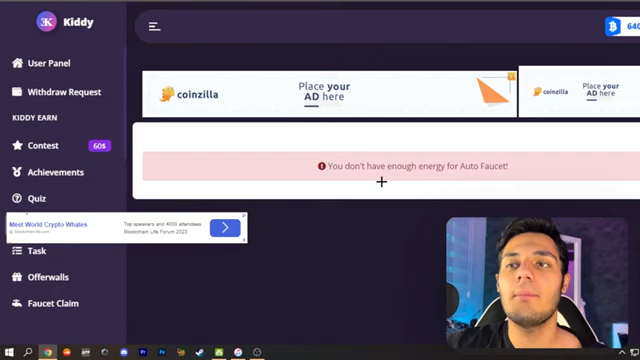 Kiddy
User Panel
Withdraw Request
KIDDY EARN
Contest
60$
Achievements
Quiz
Meet World Crypto Whales
Top speakers and 4000 attendees
Blockchain Life Forum 2023
Task
Offerwalls
Faucet Claim
640
coinzilla
Place your
AD here
coinzilla
Place your
AD here
You don't have enough energy for Auto Faucet!